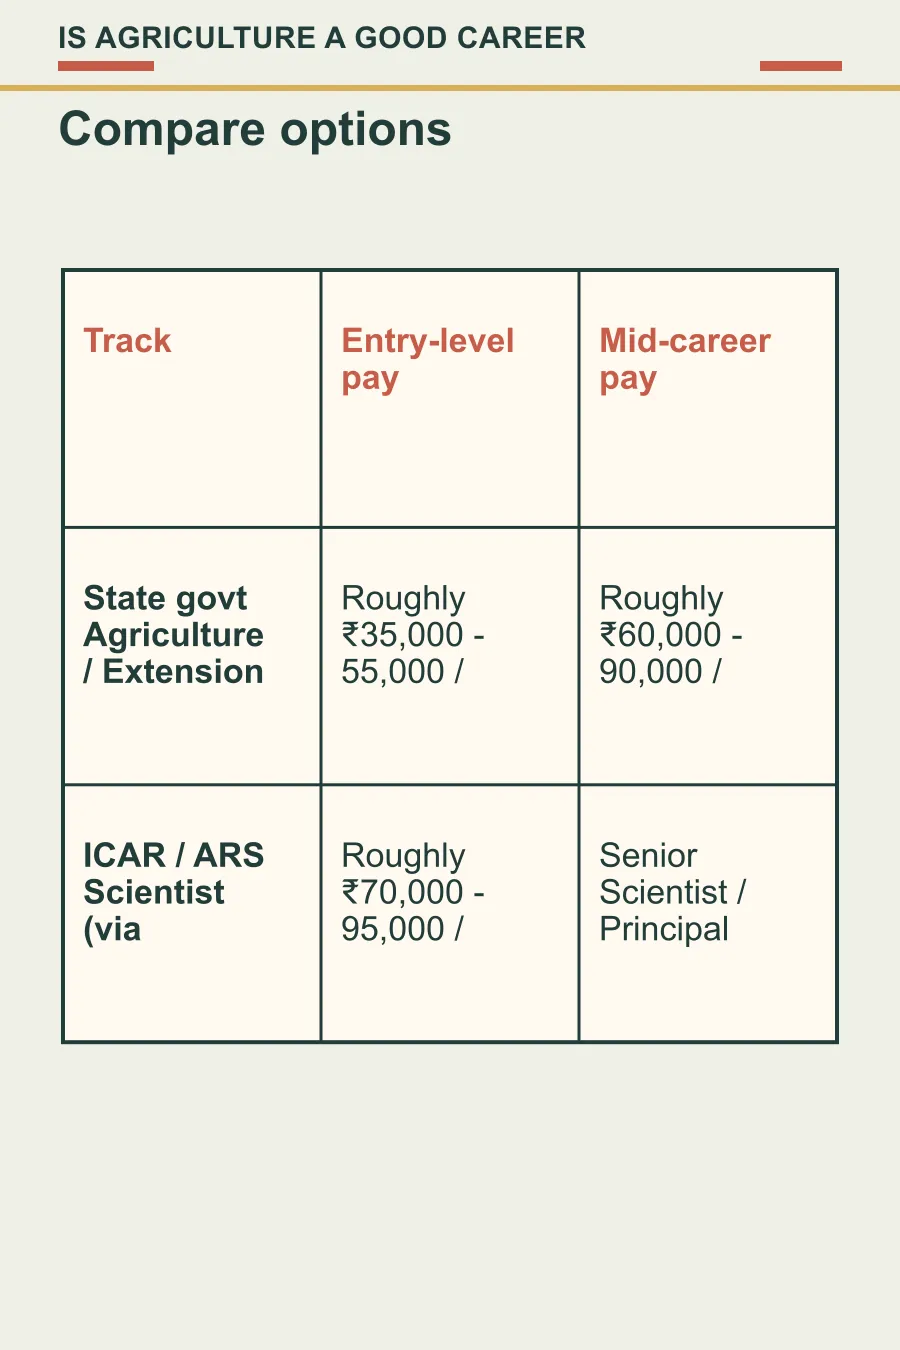 IS AGRICULTURE A GOOD CAREER
Compare options
Track
Entry-level
pay
Mid-career
pay
State govt
Agriculture
/ Extension
Roughly
₹35,000 -
55,000 /
Roughly
₹60,000 -
90,000 /
ICAR / ARS
Scientist
(via
Roughly
₹70,000 -
95,000 /
Senior
Scientist /
Principal